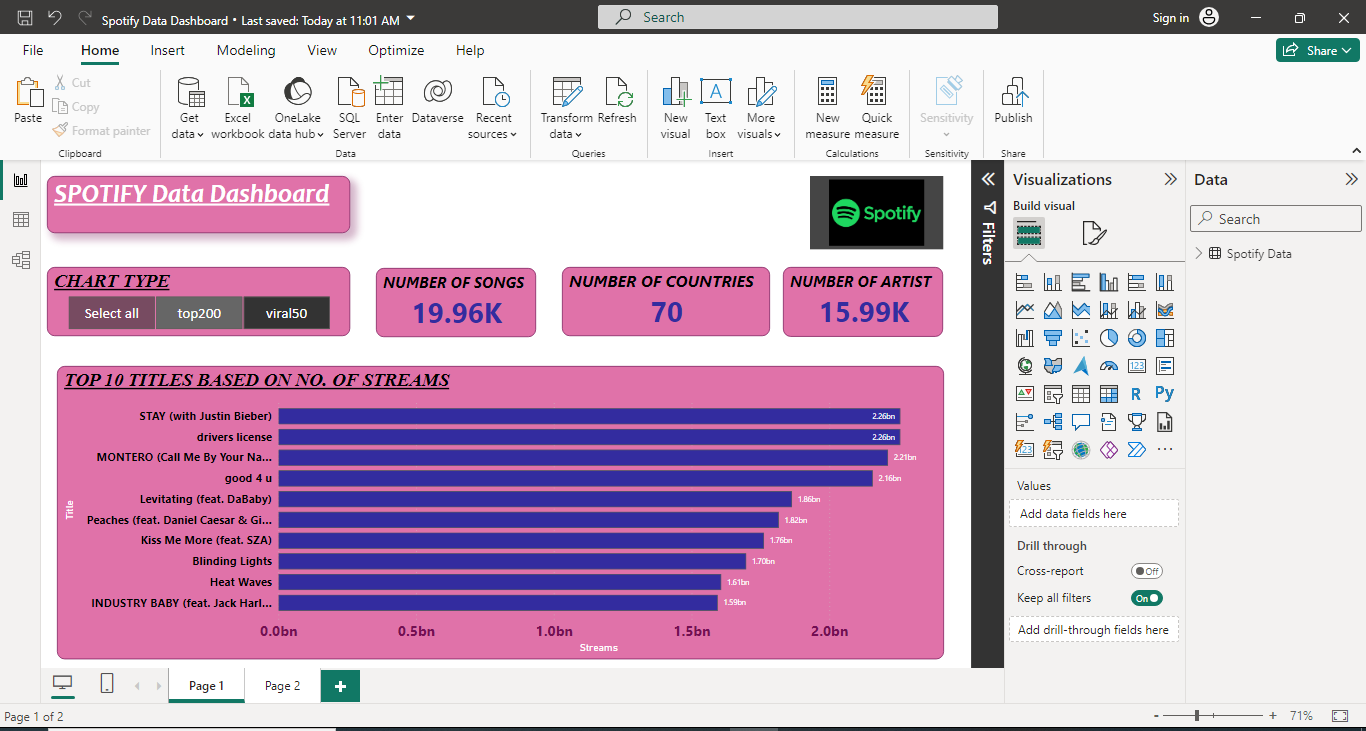 Spotify Data Dashboard • Last saved: Today at 11:01 AM
Search
Sign in
File Home Insert Modeling View Optimize Help
Share
Paste
Cut
Copy
Format painter
Clipboard
Get data
Excel workbook
OneLake data hub
SQL Server
Enter data
Dataverse
Recent sources
Data
Transform data
Refresh
Queries
New visual
Text box
More visuals
Insert
New measure
Quick measure
Calculations
Sensitivity
Sensitivity
Publish
Share
SPOTIFY Data Dashboard
Spotify
CHART TYPE
Select all top200 viral50
NUMBER OF SONGS
19.96K
NUMBER OF COUNTRIES
70
NUMBER OF ARTIST
15.99K
TOP 10 TITLES BASED ON NO. OF STREAMS
Title
STAY (with Justin Bieber) 2.26bn
drivers license 2.26bn
MONTERO (Call Me By Your Na... 2.21bn
good 4 u 2.16bn
Levitating (feat. DaBaby) 1.86bn
Peaches (feat. Daniel Caesar & Gi... 1.82bn
Kiss Me More (feat. SZA) 1.76bn
Blinding Lights 1.70bn
Heat Waves 1.61bn
INDUSTRY BABY (feat. Jack Harl... 1.59bn
0.0bn 0.5bn 1.0bn 1.5bn 2.0bn
Streams
Filters
Visualizations
Build visual
123
R
Py
123
Values
Add data fields here
Drill through
Cross-report Off
Keep all filters On
Add drill-through fields here
Data
Search
Spotify Data
Page 1 Page 2 +
Page 1 of 2
- + 71%